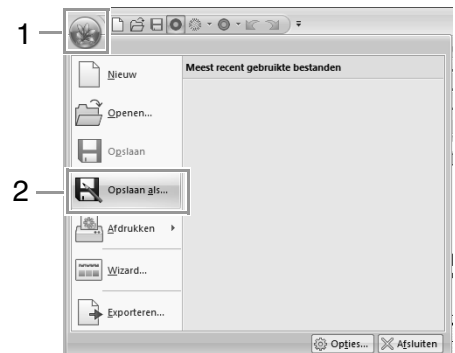 1
Nieuw
Meest recent gebruikte bestanden
Openen...
Opslaan
2
Opslaan als...
Afdrukken
Wizard...
Exporteren...
Opties...
Afsluiten